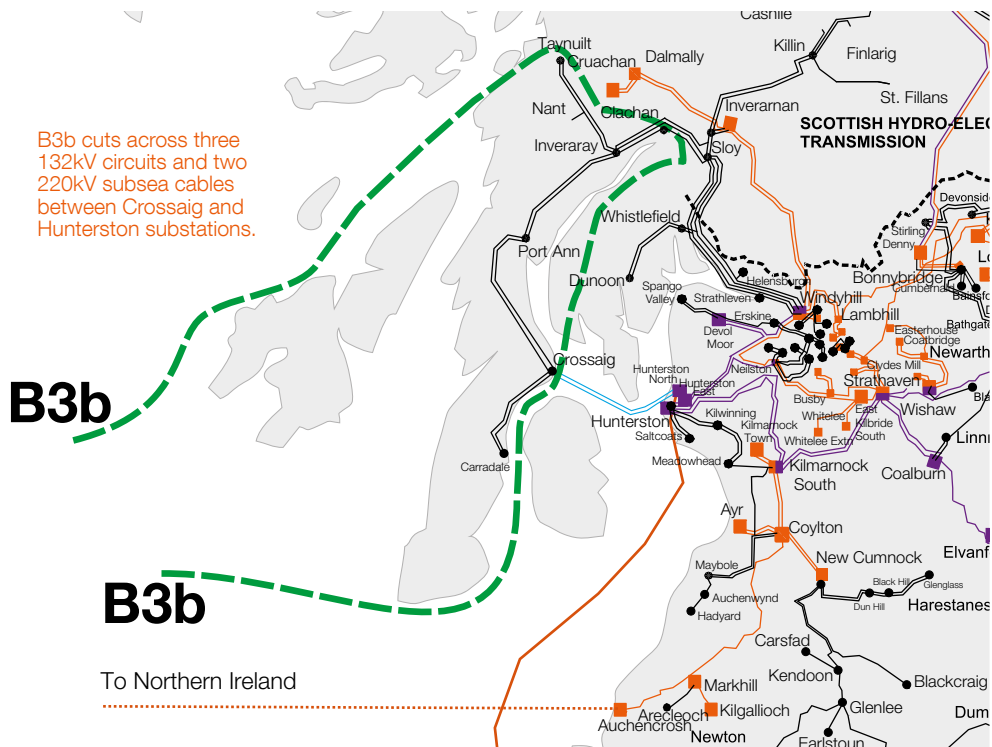 Cashlie
Killin
Finlarig
Taynuilt
Cruachan
Dalmally
St. Fillans
Nant
Clachan
Inverarnan
SCOTTISH HYDRO-ELEC
TRANSMISSION
B3b cuts across three
132kV circuits and two
220kV subsea cables
between Crossaig and
Hunterston substations.
Inveraray
Sloy
Devonside
Whistlefield
Stirling
Denny
Port Ann
Dunoon
Helensburgh
Bonnybridge
Cumbernauld
Bainsfo
Spango
Valley
Strathleven
Windyhill
Erskine
Lambhill
Bathgate
Devol
Moor
Easterhouse
Coatbridge
Newarth
Crossaig
Neilston
Clydes Mill
Hunterston
North
Hunterston
East
Strathaven
B3b
Busby
East
Kilbride
South
Wishaw
Bla
Hunterston
Kilwinning
Whitelee
Saltcoats
Kilmarnock
Town
Whitelee Extn
Linn
Carradale
Meadowhead
Kilmarnock
South
Coalburn
Ayr
Coylton
Elvanf
New Cumnock
B3b
Maybole
Black Hill
Glenglass
Auchenwynd
Dun Hill
Harestanes
Hadyard
Carsfad
To Northern Ireland
Kendoon
Blackcraig
Markhill
Arecleoch
Kilgallioch
Glenlee
Dum
Auchencrosh
Newton
Earlstoun